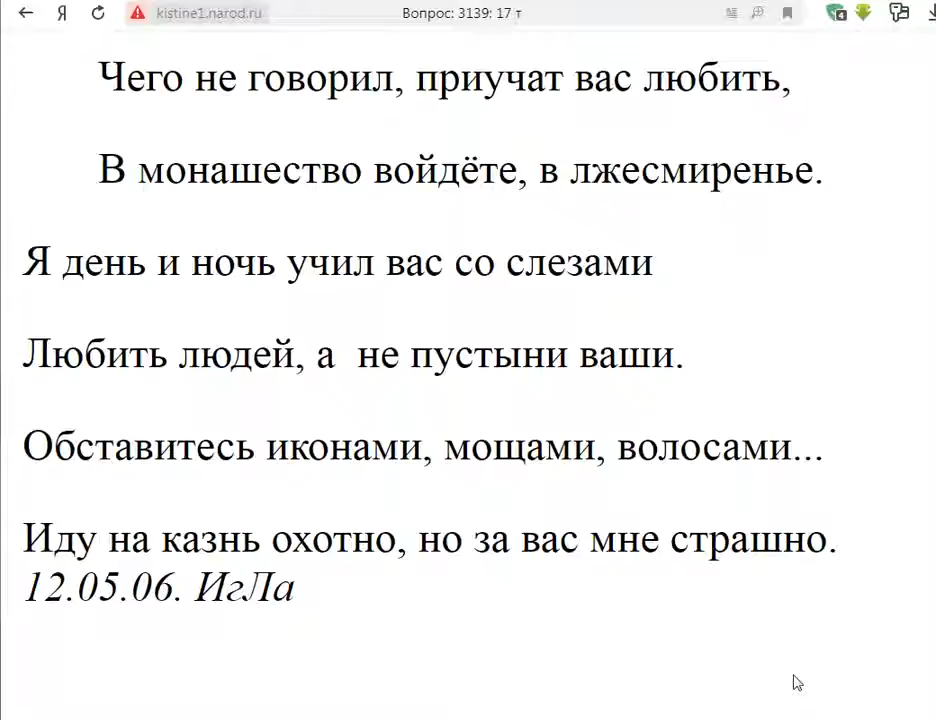 Я kistine1.narod.ru Вопрос: 3139: 17 т 4
Чего не говорил, приучат вас любить,
В монашество войдёте, в лжесмиренье.
Я день и ночь учил вас со слезами
Любить людей, а  не пустыни ваши.
Обставитесь иконами, мощами, волосами...
Иду на казнь охотно, но за вас мне страшно.
12.05.06. ИгЛа